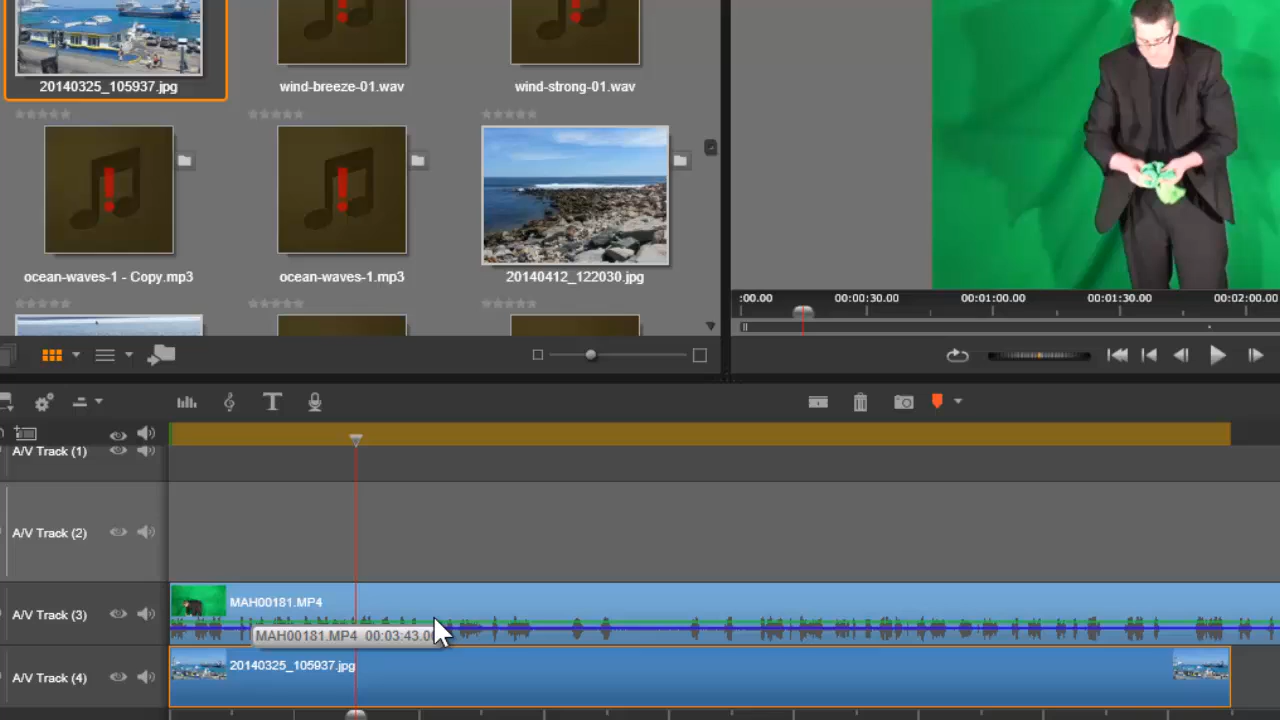 20140325_105937.jpg
wind-breeze-01.wav
wind-strong-01.wav
ocean-waves-1 - Copy.mp3
ocean-waves-1.mp3
20140412_122030.jpg
:00.00
00:00:30.00
00:01:00.00
00:01:30.00
00:02:00.00
A/V Track (1)
A/V Track (2)
A/V Track (3)
MAH00181.MP4
MAH00181.MP4 00:03:43.0
A/V Track (4)
20140325_105937.jpg